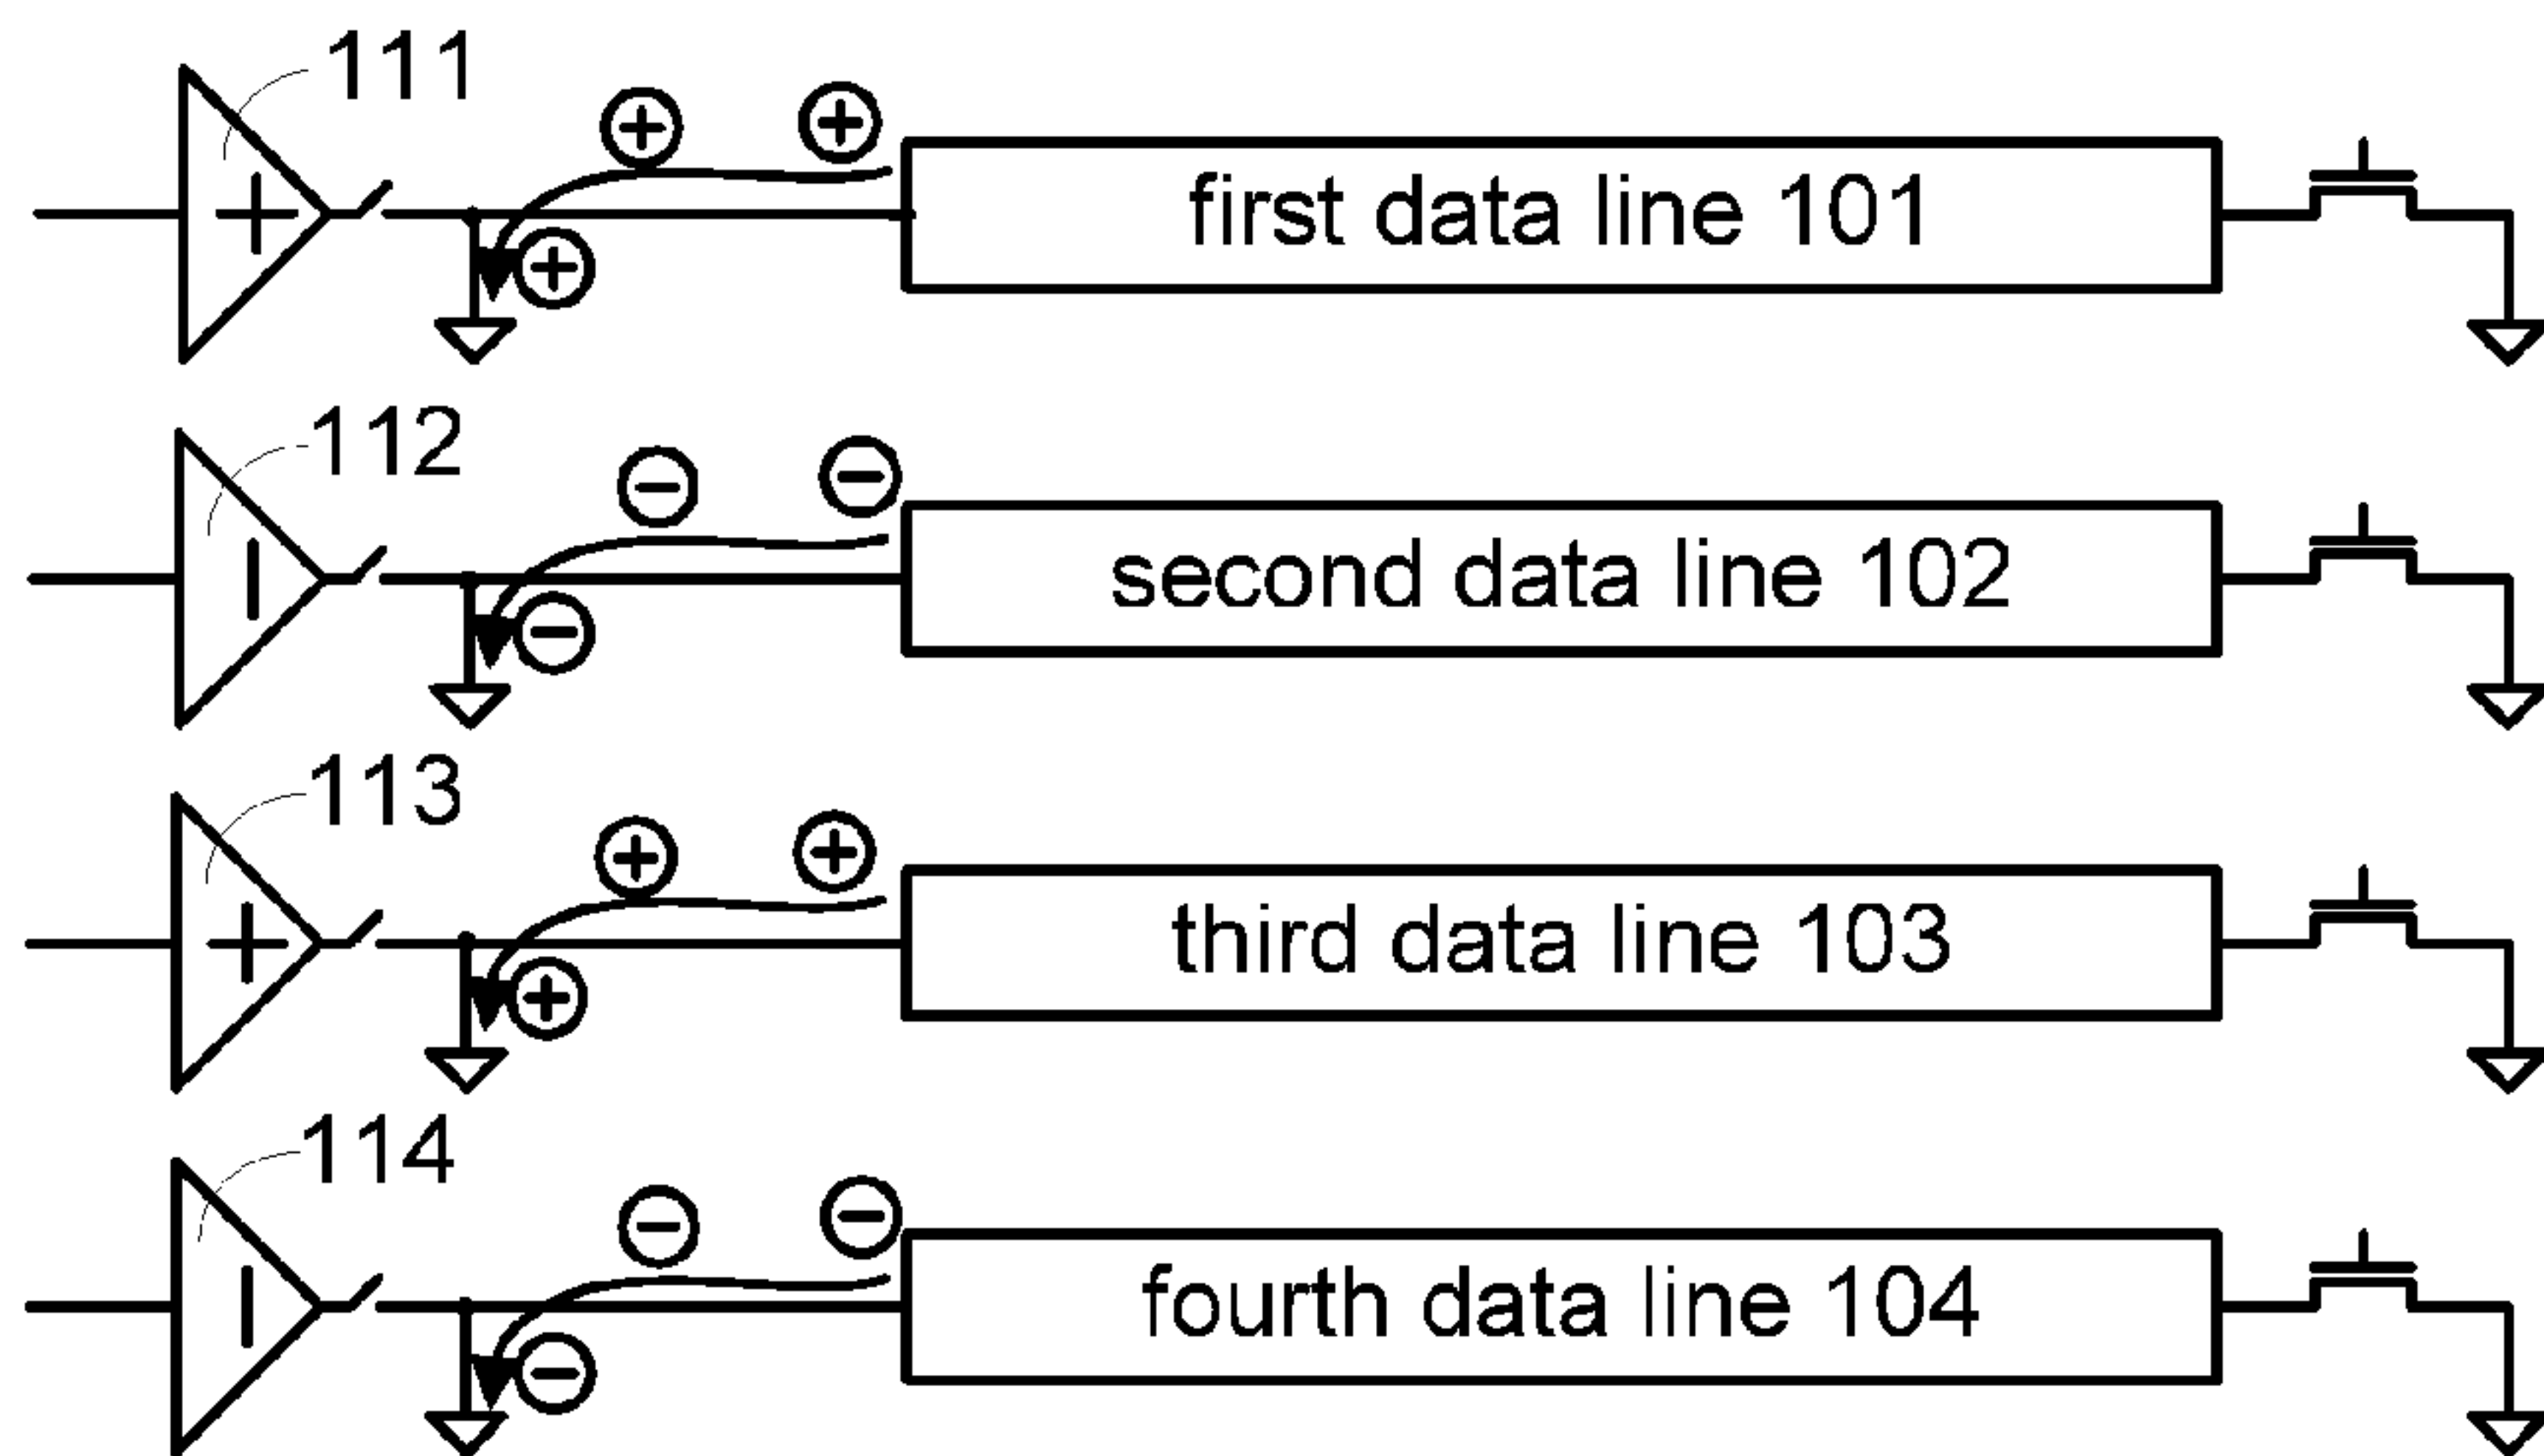 111
first data line 101
112
second data line 102
113
third data line 103
114
fourth data line 104